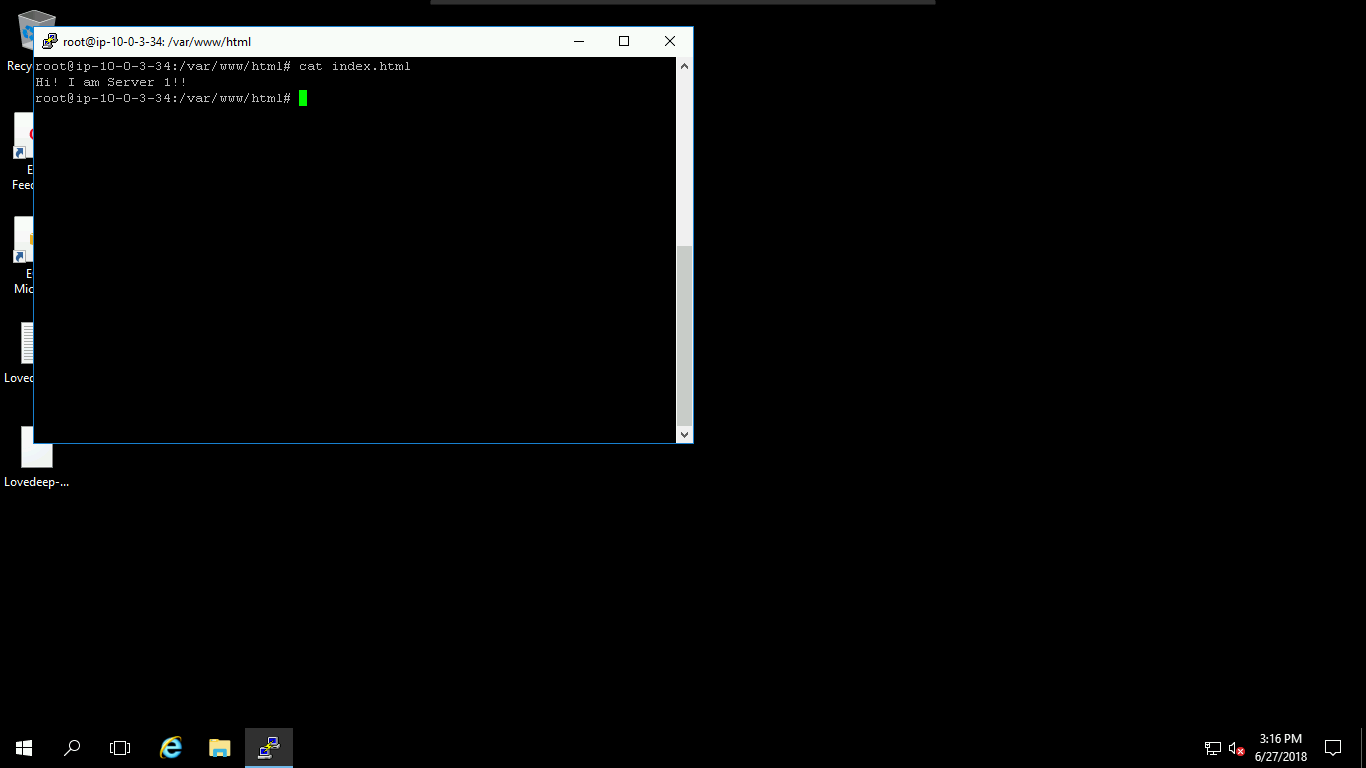 root@ip-10-0-3-34: /var/www/html
root@ip-10-0-3-34:/var/www/html# cat index.html
Hi! I am Server 1!!
root@ip-10-0-3-34:/var/www/html#
Recy
E
Feed
E
Mic
Loved
Lovedeep-...
3:16 PM
6/27/2018